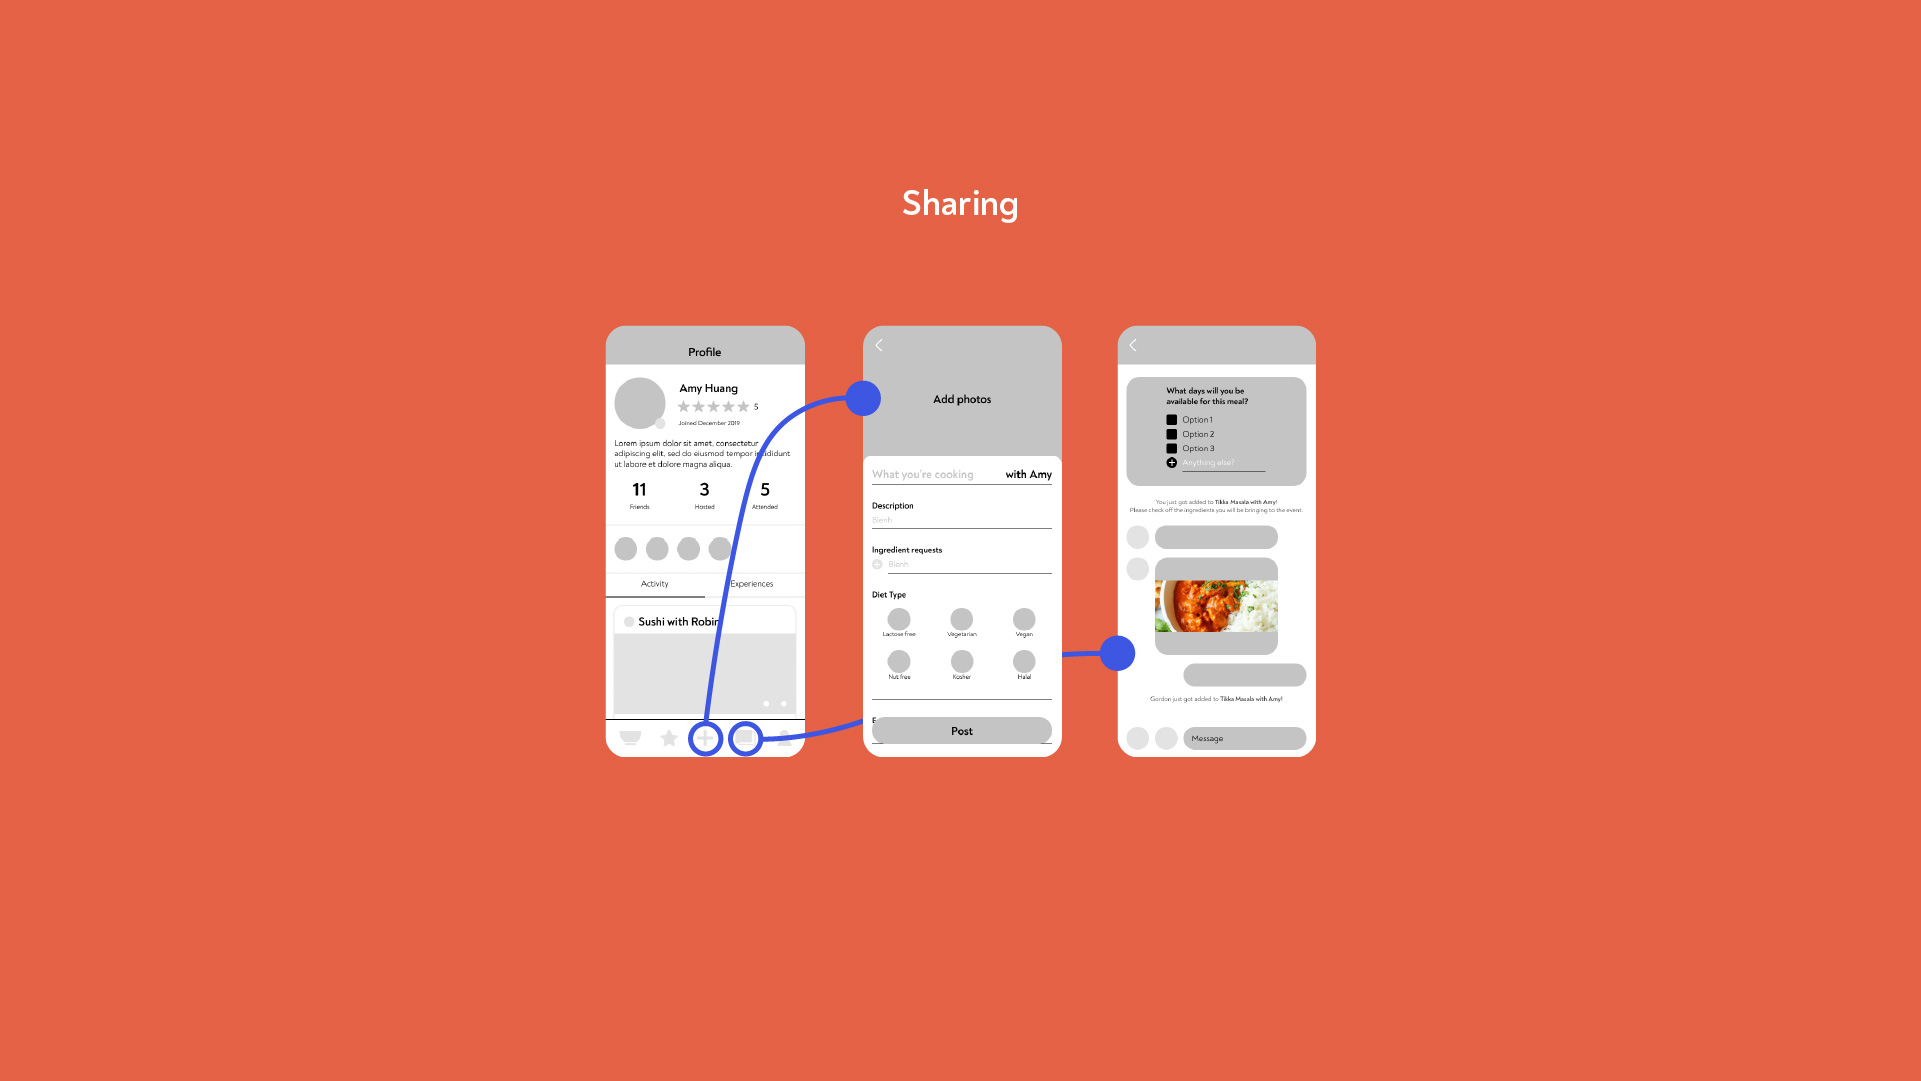 Sharing
Profile
Amy Huang
5
Joined December 2019
Lorem ipsum dolor sit amet, consectetur
adipiscing elit, sed do eiusmod tempor incididunt
ut labore et dolore magna aliqua.
11
3
5
Friends
Hosted
Attended
Activity
Experiences
Sushi with Robin
Add photos
What you're cooking
with Amy
Description
Blenh
Ingredient requests
Blenh
Diet Type
Lactose free
Vegetarian
Vegan
Nut free
Kosher
Halal
E
Post
What days will you be
available for this meal?
Option 1
Option 2
Option 3
Anything else?
You just got added to Tikka Masala with Amy!
Please check off the ingredients you will be bringing to the event.
Gordon just got added to Tikka Masala with Amy!
Message